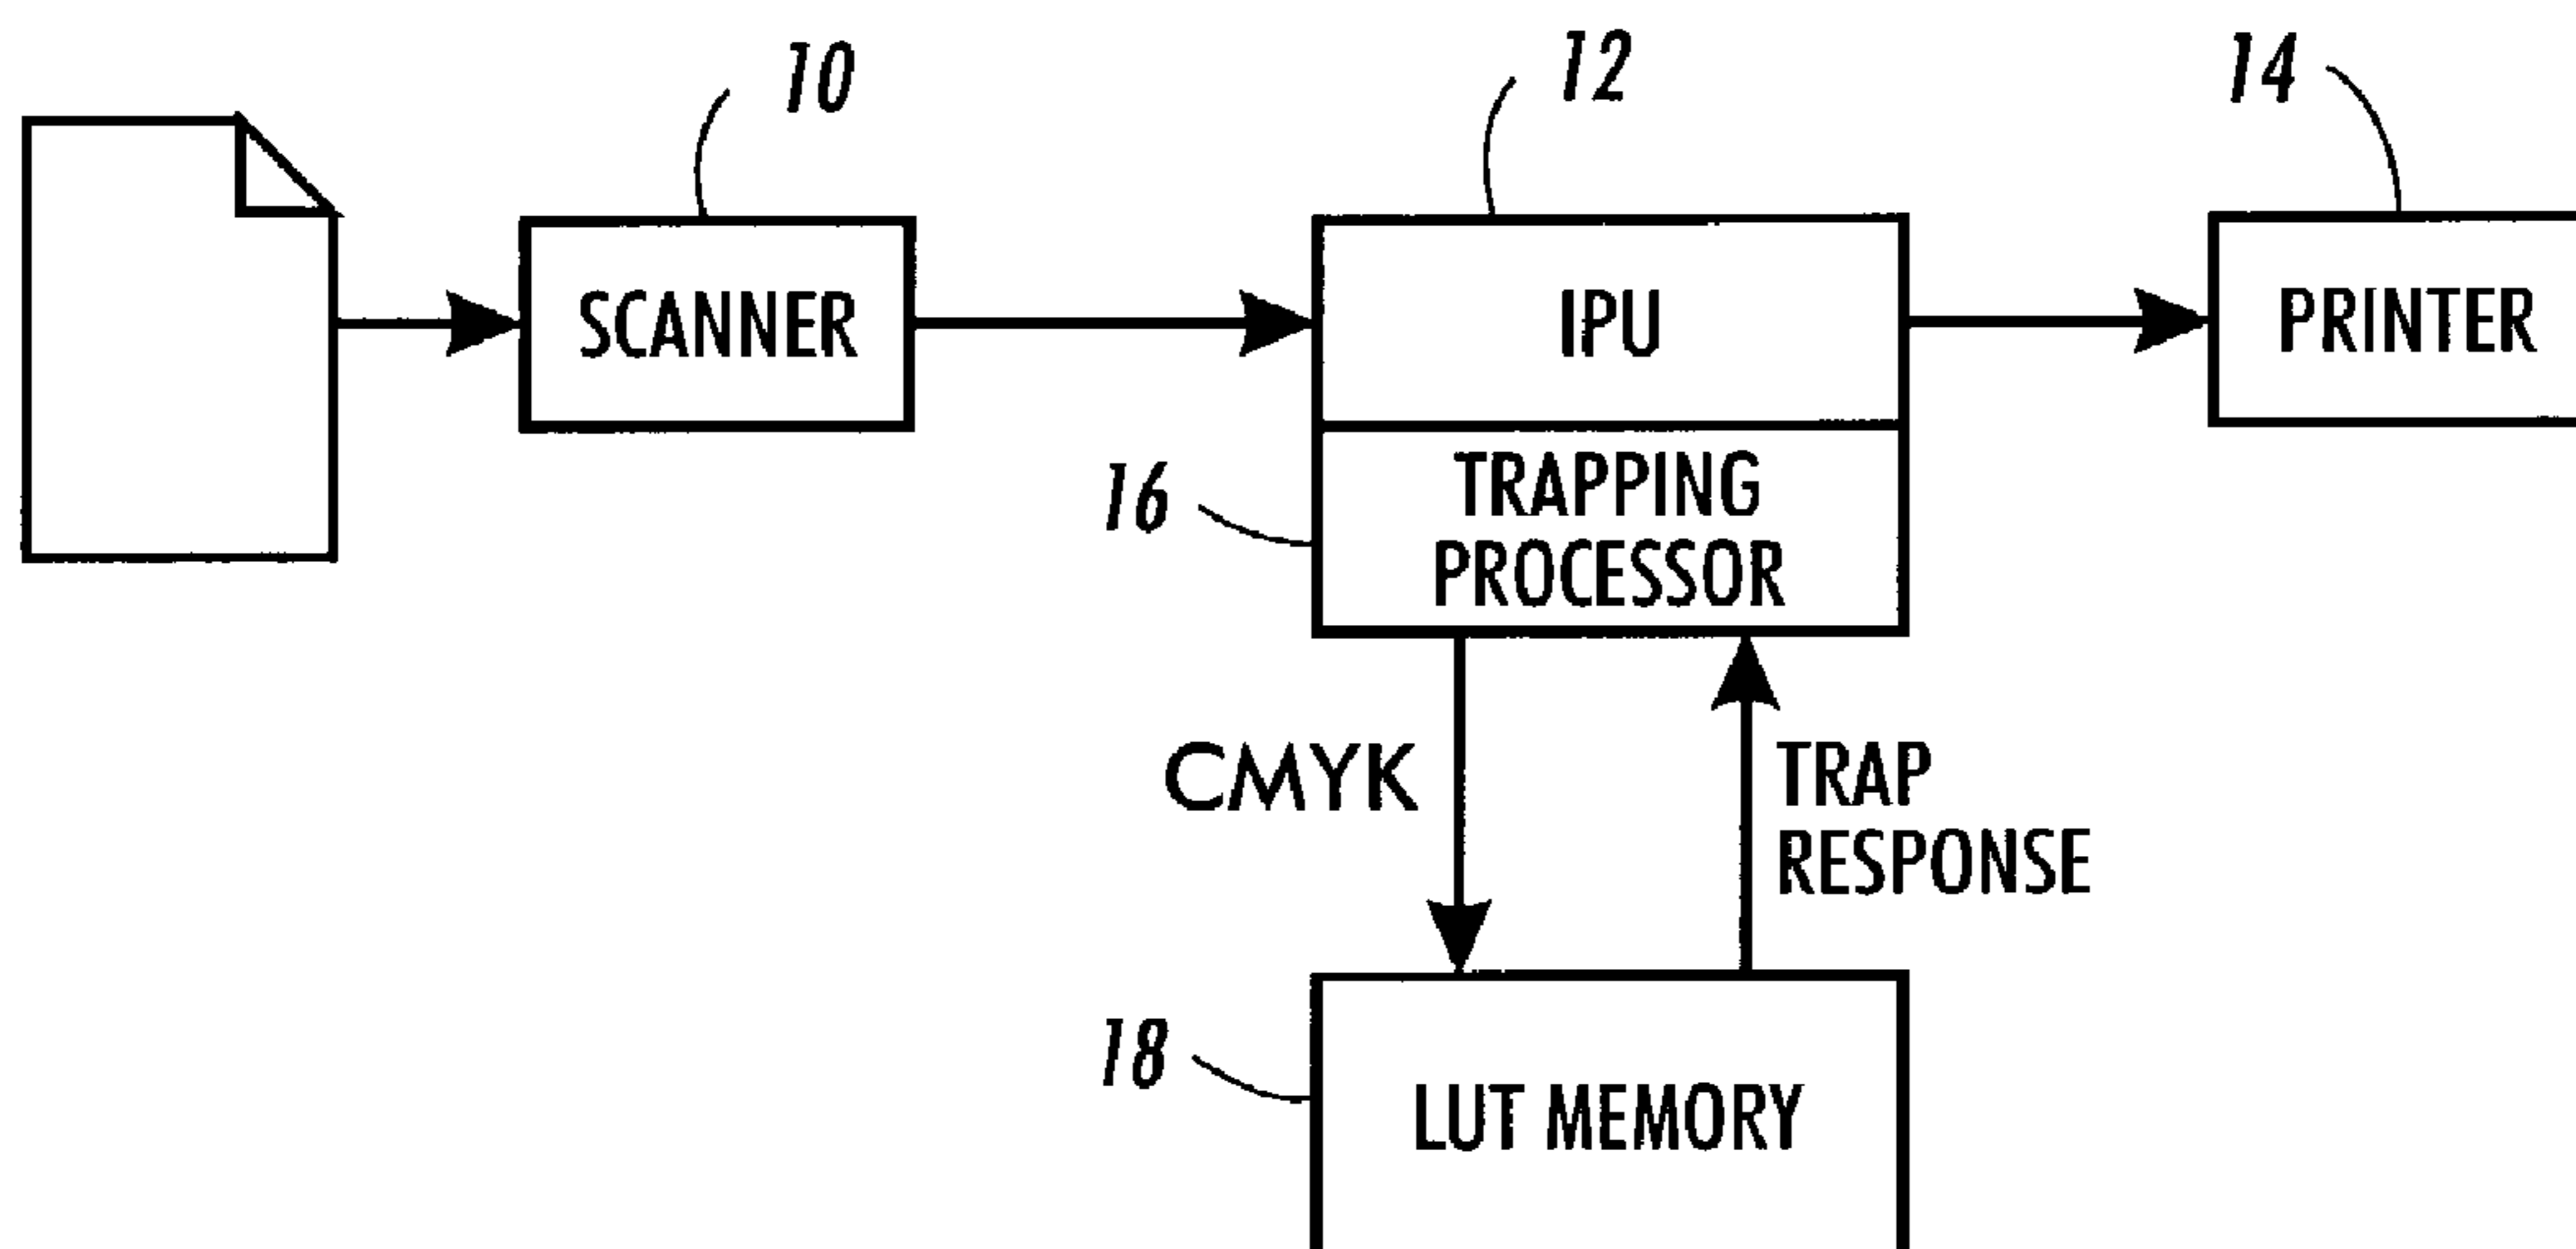 10
12
14
SCANNER
IPU
PRINTER
16
TRAPPING
PROCESSOR
CMYK
TRAP
RESPONSE
18
LUT MEMORY